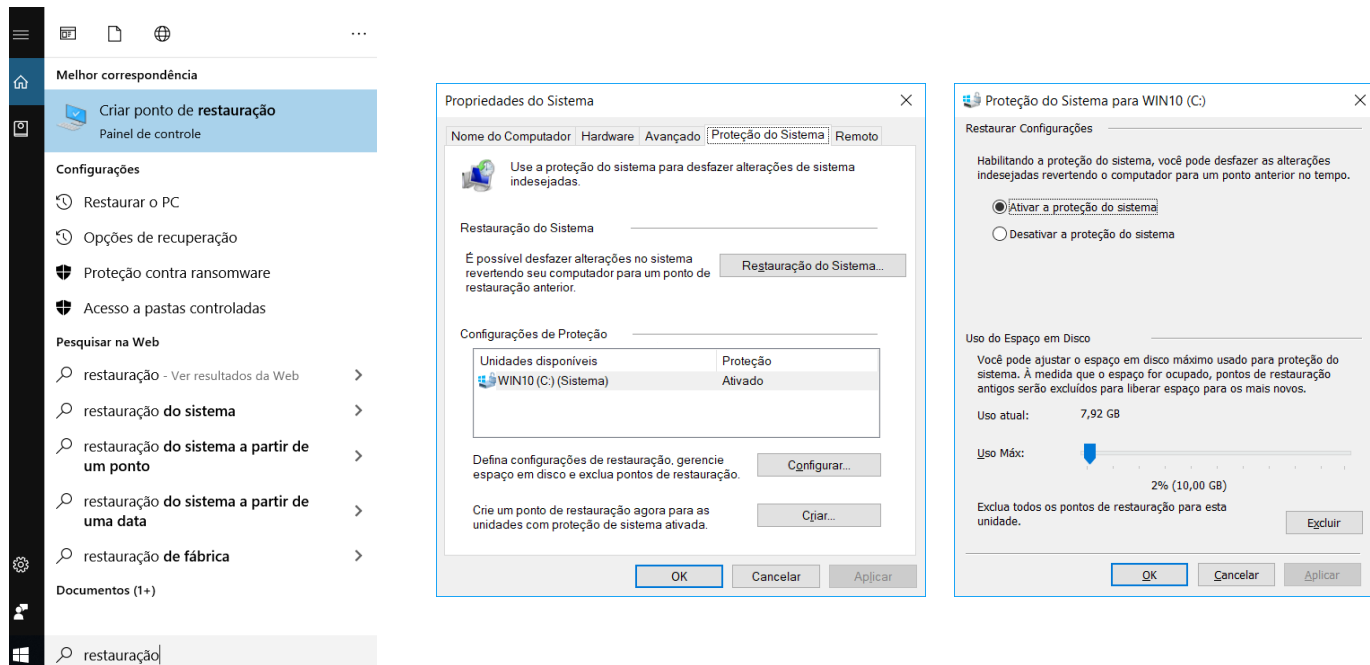 ...
Melhor correspondência
Criar ponto de restauração
Painel de controle
Configurações
Restaurar o PC
Opções de recuperação
Proteção contra ransomware
Acesso a pastas controladas
Pesquisar na Web
restauração - Ver resultados da Web
restauração do sistema
restauração do sistema a partir de
um ponto
restauração do sistema a partir de
uma data
restauração de fábrica
Documentos (1+)
restauração
Propriedades do Sistema
Nome do Computador Hardware Avançado Proteção do Sistema Remoto
Use a proteção do sistema para desfazer alterações de sistema
indesejadas.
Restauração do Sistema
É possível desfazer alterações no sistema
revertendo seu computador para um ponto de
restauração anterior.
Restauração do Sistema...
Configurações de Proteção
Unidades disponíveis Proteção
WIN10 (C:) (Sistema) Ativado
Defina configurações de restauração, gerencie
espaço em disco e exclua pontos de restauração.
Configurar...
Crie um ponto de restauração agora para as
unidades com proteção de sistema ativada.
Criar...
OK Cancelar Aplicar
Proteção do Sistema para WIN10 (C:)
Restaurar Configurações
Habilitando a proteção do sistema, você pode desfazer as alterações
indesejadas revertendo o computador para um ponto anterior no tempo.
Ativar a proteção do sistema
Desativar a proteção do sistema
Uso do Espaço em Disco
Você pode ajustar o espaço em disco máximo usado para proteção do
sistema. À medida que o espaço for ocupado, pontos de restauração
antigos serão excluídos para liberar espaço para os mais novos.
Uso atual: 7,92 GB
Uso Máx:
2% (10,00 GB)
Exclua todos os pontos de restauração para esta
unidade.
Excluir
OK Cancelar Aplicar